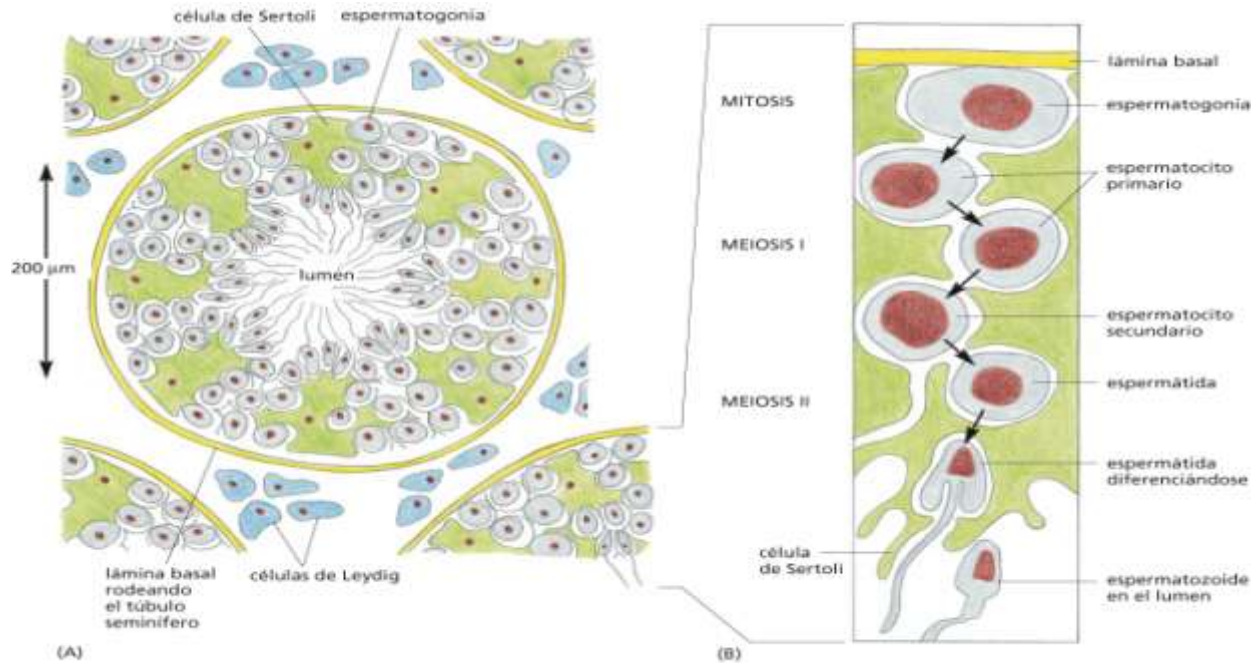 célula de Sertoli
espermatogonia
200 µm
lumen
lámina basal
rodeando
el túbulo
seminífero
células de Leydig
(A)
MITOSIS
MEIOSIS I
MEIOSIS II
lámina basal
espermatogonia
espermatocito
primario
espermatocito
secundario
espermátida
espermátida
diferenciándose
célula
de Sertoli
espermatozoide
en el lumen
(B)